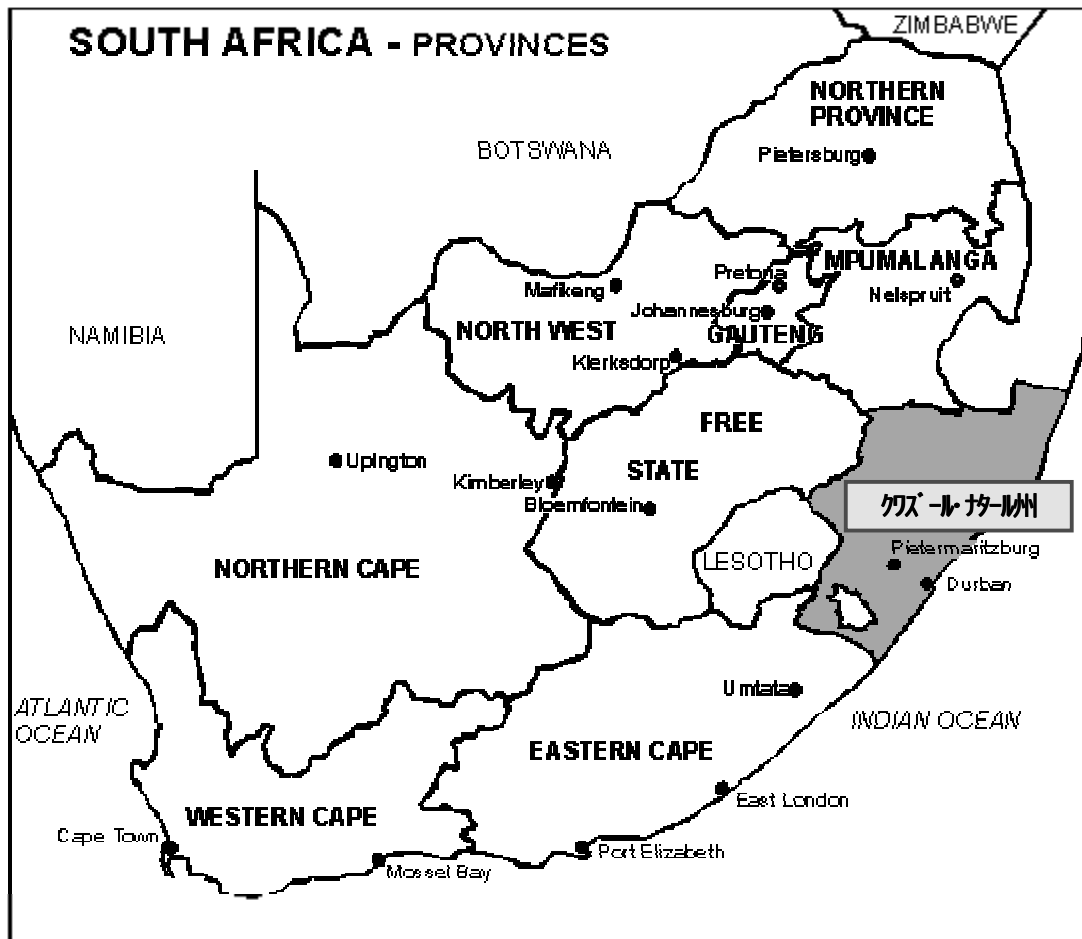 SOUTH AFRICA - PROVINCES
ZIMBABWE
NORTHERN
PROVINCE
Pietersburg
BOTSWANA
MPUMALANGA
Nelspruit
Pretoria
Mafikeng
Johannesburg
GAUTENG
NORTH WEST
Klerksdorp
NAMIBIA
FREE
STATE
Upington
Kimberley
Bloemfontein
クワズール・ナタール州
Pietermaritzburg
Durban
LESOTHO
NORTHERN CAPE
Umtata
ATLANTIC
OCEAN
INDIAN OCEAN
EASTERN CAPE
East London
WESTERN CAPE
Cape Town
Port Elizabeth
Mossel Bay